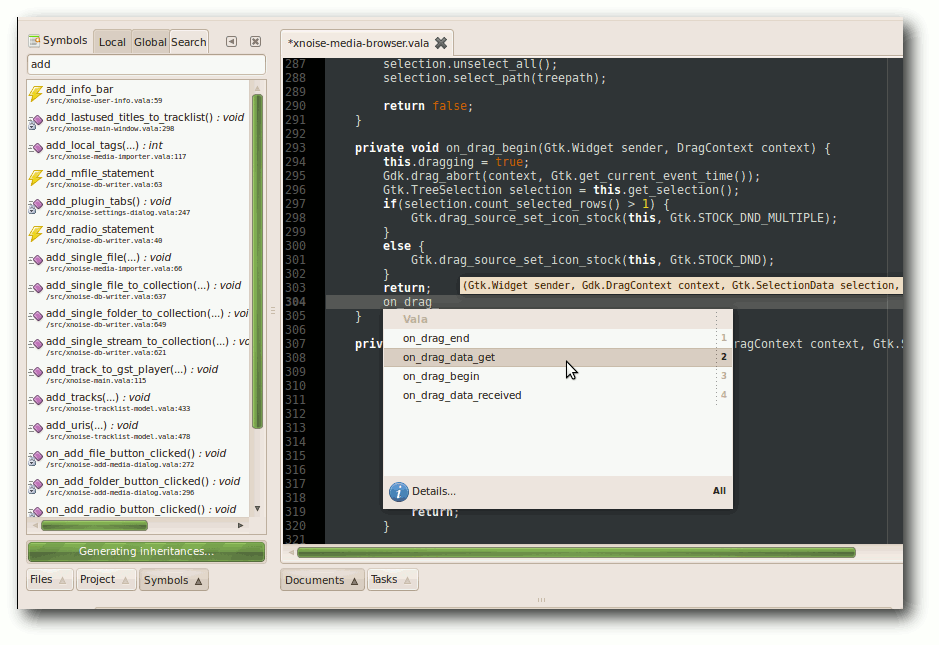 Symbols Local Global Search
add
add_info_bar
/src/xnoise-user-info.vala:59
add_lastused_titles_to_tracklist() : void
/src/xnoise-main-window.vala:298
add_local_tags(...) : int
/src/xnoise-media-importer.vala:117
add_mfile_statement
/src/xnoise-db-writer.vala:63
add_plugin_tabs() : void
/src/xnoise-settings-dialog.vala:247
add_radio_statement
/src/xnoise-db-writer.vala:40
add_single_file(...) : void
/src/xnoise-media-importer.vala:66
add_single_file_to_collection(...) : void
/src/xnoise-db-writer.vala:637
add_single_folder_to_collection(...) : voi
/src/xnoise-db-writer.vala:649
add_single_stream_to_collection(...) : vo
/src/xnoise-db-writer.vala:621
add_track_to_gst_player(...) : void
/src/xnoise-main.vala:115
add_tracks(...) : void
/src/xnoise-tracklist-model.vala:433
add_uris(...) : void
/src/xnoise-tracklist-model.vala:478
on_add_file_button_clicked() : void
/src/xnoise-add-media-dialog.vala:272
on_add_folder_button_clicked() : void
/src/xnoise-add-media-dialog.vala:296
on_add_radio_button_clicked() : void
Generating inheritances...
Files Project Symbols
*xnoise-media-browser.vala
287 selection.unselect_all();
288 selection.select_path(treepath);
289
290 return false;
291 }
292
293 private void on_drag_begin(Gtk.Widget sender, DragContext context) {
294 this.dragging = true;
295 Gdk.drag_abort(context, Gtk.get_current_event_time());
296 Gtk.TreeSelection selection = this.get_selection();
297 if(selection.count_selected_rows() > 1) {
298 Gtk.drag_source_set_icon_stock(this, Gtk.STOCK_DND_MULTIPLE);
299 }
300 else {
301 Gtk.drag_source_set_icon_stock(this, Gtk.STOCK_DND);
302 }
303 return;
(Gtk.Widget sender, Gdk.DragContext context, Gtk.SelectionData selection,
304 on_drag
305 }
306
307 priv ragContext context, Gtk.S
308
309
310
311
312
313
314
315
316
317
318
319 return;
320 }
321
Vala
on_drag_end 1
on_drag_data_get 2
on_drag_begin 3
on_drag_data_received 4
Details... All
Documents Tasks